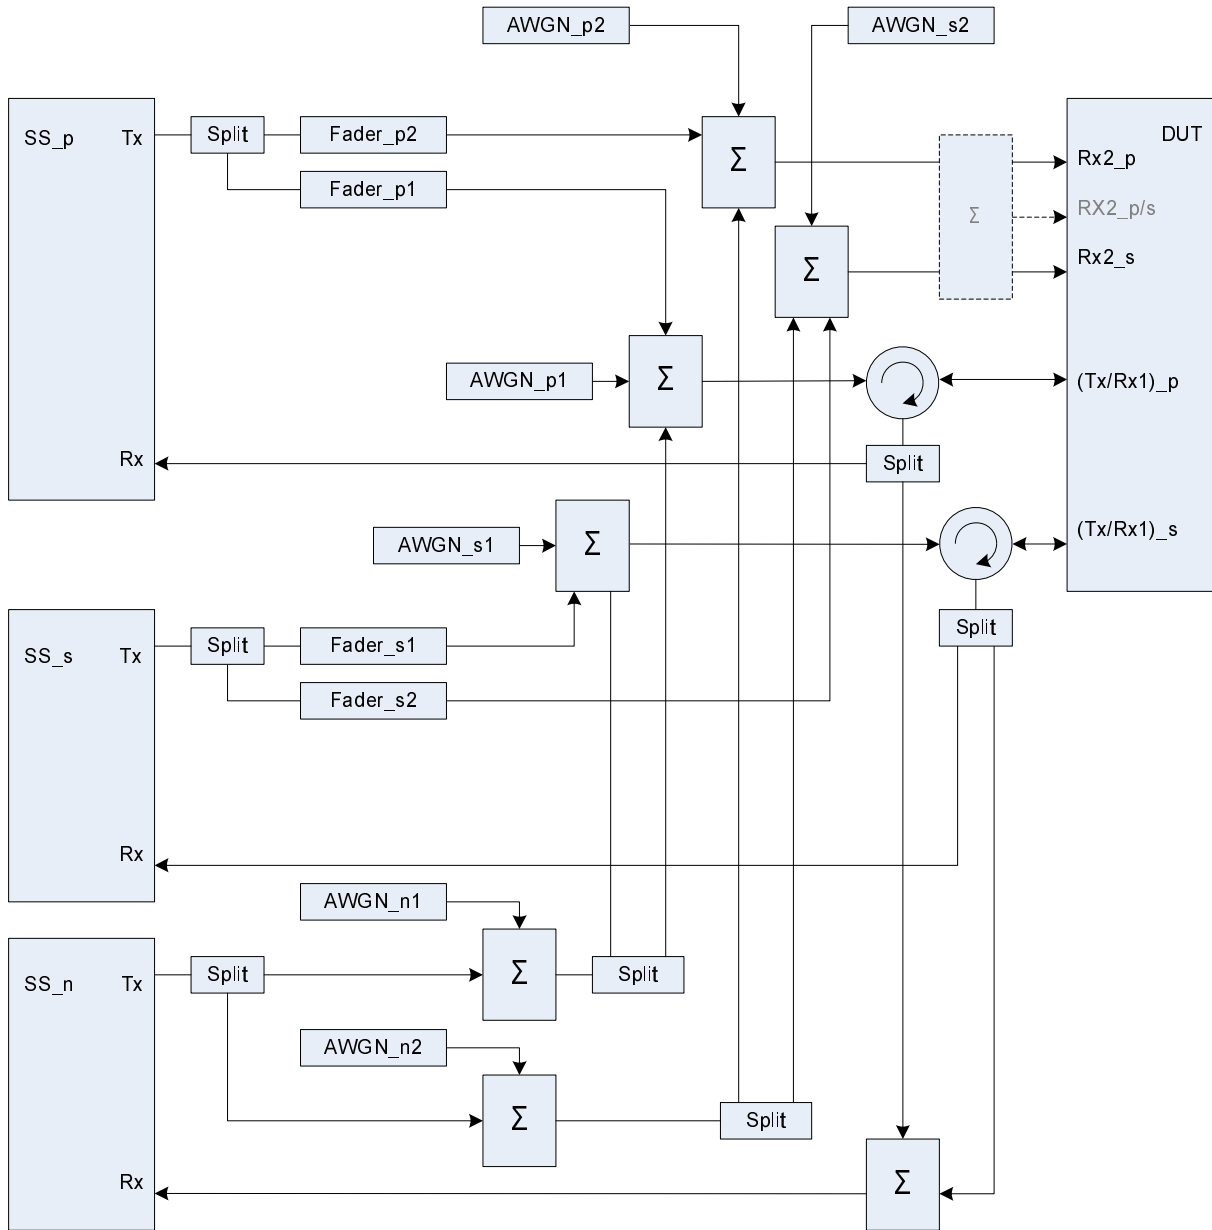 AWGN_p2
AWGN_s2
SS_p
Tx
Split
Fader_p2
Σ
DUT
Rx2_p
Fader_p1
Σ
RX2_p/s
Σ
Rx2_s
AWGN_p1
Σ
(Tx/Rx1)_p
Rx
Split
AWGN_s1
Σ
(Tx/Rx1)_s
Split
SS_s
Tx
Split
Fader_s1
Fader_s2
Rx
AWGN_n1
SS_n
Tx
Split
Σ
Split
AWGN_n2
Σ
Split
Rx
Σ